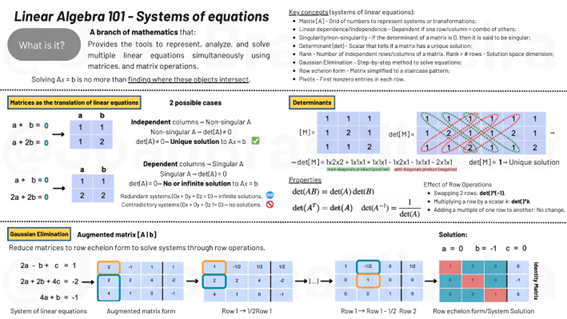 Linear Algebra 101 - Systems of equations
What is it?
A branch of mathematics that:
Provides the tools to represent, analyze, and solve
multiple linear equations simultaneously using
matrices, and matrix operations.
Solving Ax = b is no more than finding where these objects intersect.
Key concepts (systems of linear equations):
• Matrix [A] - Grid of numbers to represent systems or transformations;
• Linear dependence/independence - Dependent if one row/column = combo of others;
• Singularity/non-singularity - If the determinant of a matrix is 0, then it is said to be singular;
• Determinant [det] - Scalar that tells if a matrix has a unique solution;
• Rank - Number of independent rows/columns of a matrix. Rank = # rows - Solution space dimension;
• Gaussian Elimination - Step-by-step method to solve equations;
• Row echelon form - Matrix simplified to a staircase pattern;
• Pivots - First nonzero entries in each row.
Matrices as the translation of linear equations
2 possible cases
a b
a + b = 0
1 1
a + 2b = 0
1 2
Independent columns → Non-singular A
Non-singular A → det(A) ≠ 0
det(A) ≠ 0 → Unique solution to Ax = b
a b
a + b = 0
1 1
2a + 2b = 0
2 2
Dependent columns → Singular A
Singular A → det(A) = 0
det(A) = 0 → No or infinite solution to Ax = b
Redundant systems (0x + 0y + 0z = 0) → infinite solutions.
Contradictory systems (0x + 0y + 0z ≠ 0) → no solutions.
Determinants
[M]=
1 1 1
1 2 1
1 1 2
det[M]=
1 1 1 1 1
1 2 1 1 2
1 1 2 1 1
→ det[M] = 1x2x2 + 1x1x1 + 1x1x1 - 1x2x1 - 1x1x1 - 2x1x1
det[M] = 1 → Unique solution
main diagonals product (positive)
anti-diagonals product (negative)
Properties
det(AB) = det(A) det(B)
det(Aᵀ) = det(A) det(A⁻¹) = 1/det(A)
Effect of Row Operations
• Swapping 2 rows: det*(-1).
• Multiplying a row by a scalar k: det*k.
• Adding a multiple of one row to another: No change.
Gaussian Elimination
Augmented matrix [A | b]
Reduce matrices to row echelon form to solve systems through row operations.
2a - b + c = 1
2a + 2b + 4c = -2
4a + b = -1
System of linear equations
2 -1 1 1
2 2 4 -2
4 1 0 -1
Augmented matrix form
1 -1/2 1/2 1/2
2 2 4 -2
4 1 0 -1
Row 1 → 1/2Row 1
[...]
1 -1/2 0 1/2
0 1 0 -1
0 0 1 0
Row 1 → Row 1 - 1/2 Row 2
Solution:
a = 0 b = -1 c = 0
1 0 0 0
0 1 0 -1
0 0 1 0
Identity Matrix
Row echelon form/System Solution